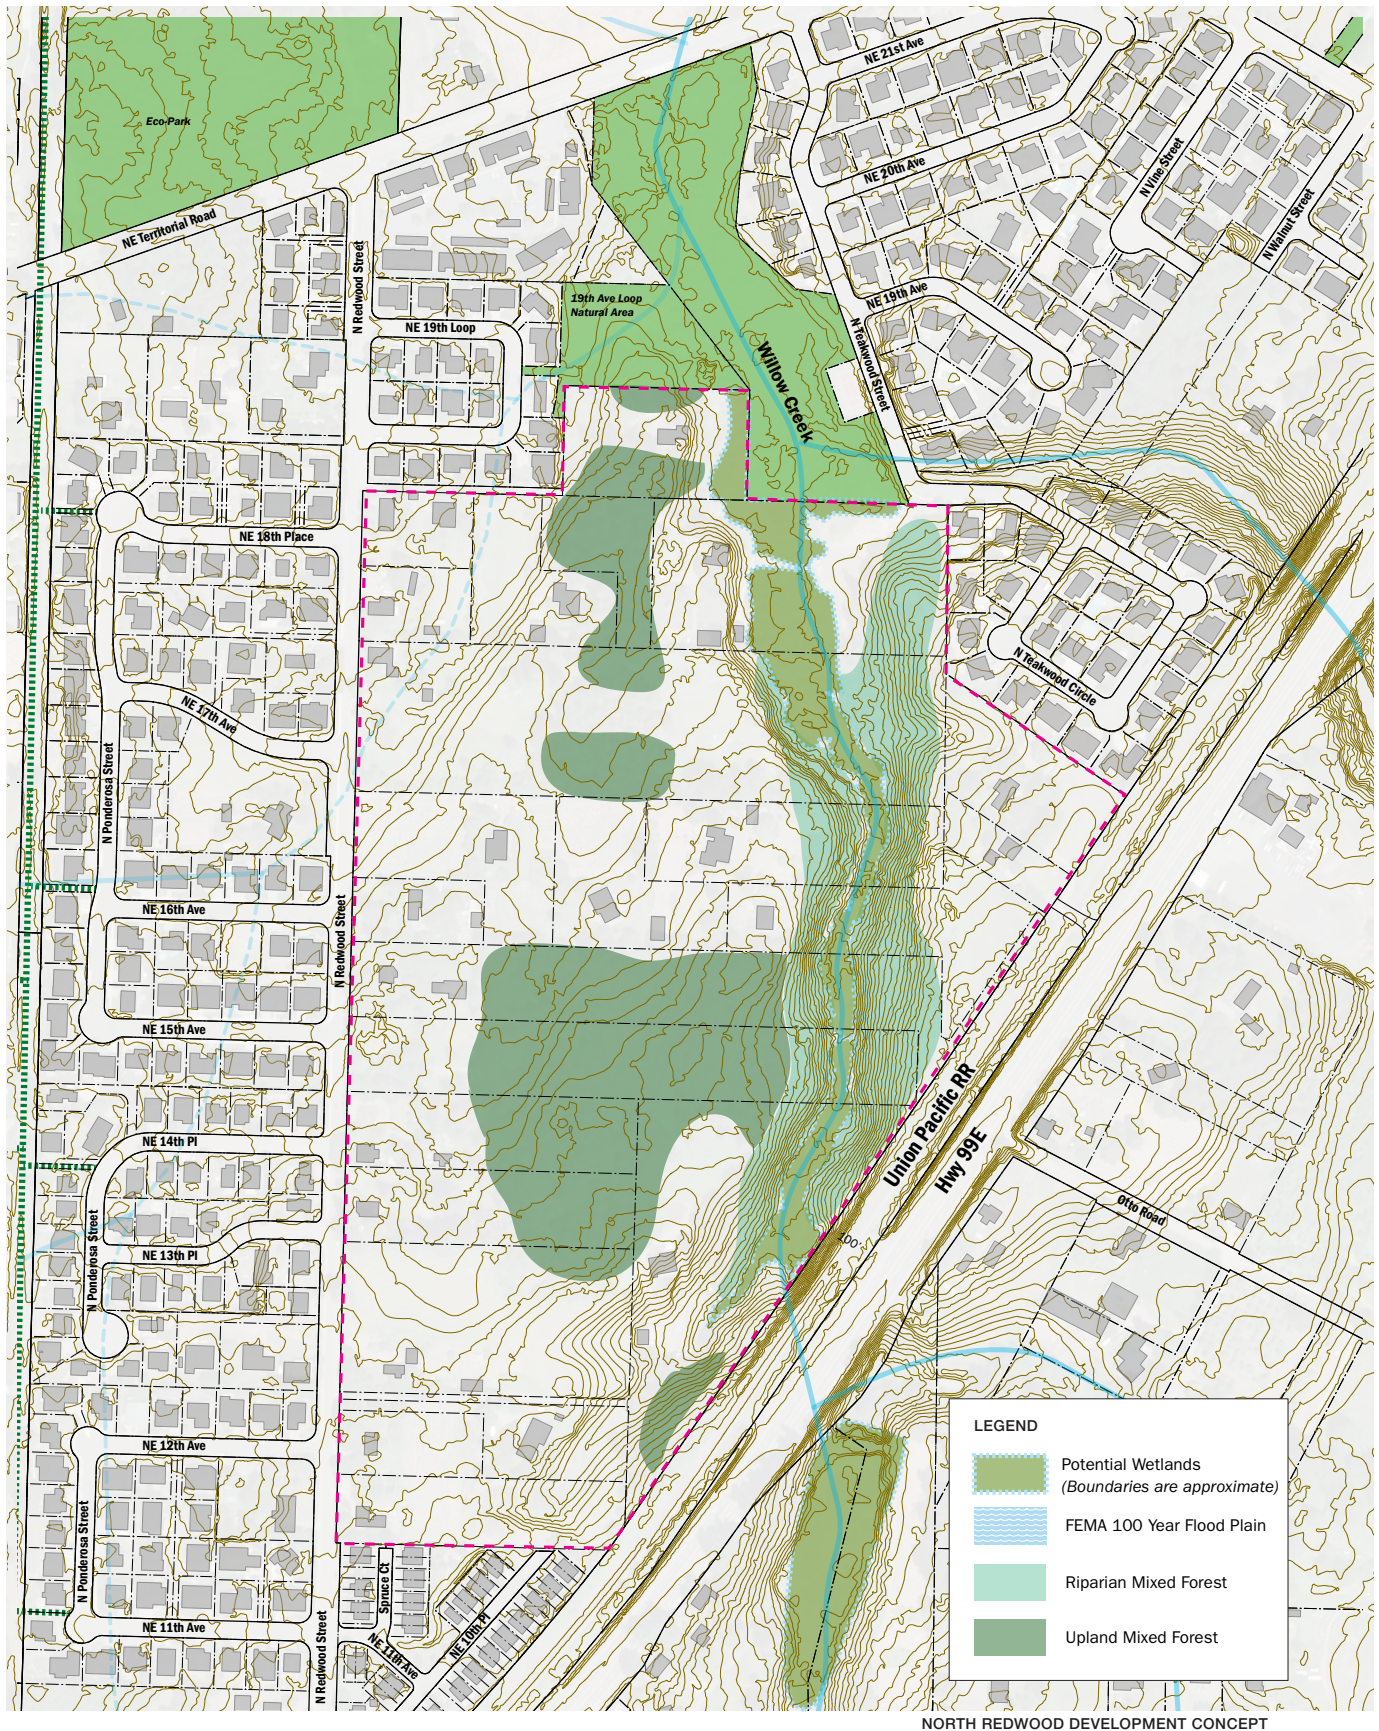 NE 21st Ave
Eco-Park
NE 20th Ave
N Vine Street
N Walnut Street
NE Territorial Road
N Redwood Street
NE 19th Ave
19th Ave Loop
Natural Area
NE 19th Loop
N Teakwood Street
Willow Creek
NE 18th Place
N Teakwood Circle
NE 17th Ave
N Ponderosa Street
NE 16th Ave
N Redwood Street
NE 15th Ave
Union Pacific RR
Hwy 99E
NE 14th Pl
Otto Road
N Ponderosa Street
NE 13th Pl
100'
NE 12th Ave
N Ponderosa Street
Spruce Ct
NE 11th Ave
NE 11th Ave
NE 10th Pl
N Redwood Street
LEGEND
Potential Wetlands
(Boundaries are approximate)
FEMA 100 Year Flood Plain
Riparian Mixed Forest
Upland Mixed Forest
NORTH REDWOOD DEVELOPMENT CONCEPT